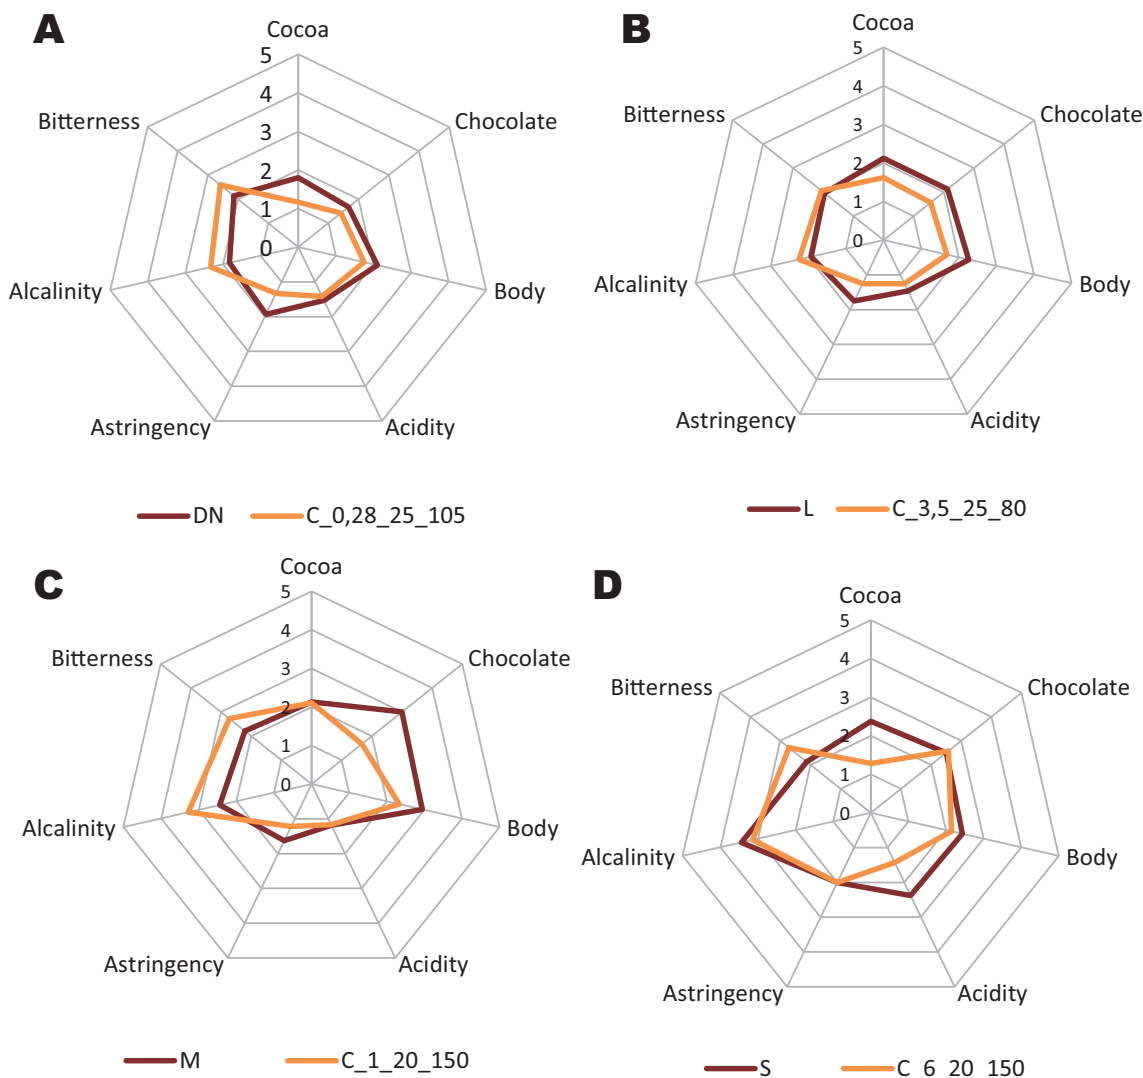 A
Cocoa
5
4
3
2
1
0
Chocolate
Body
Acidity
Astringency
Alcalinity
Bitterness
DN C_0,28_25_105
B
Cocoa
5
4
3
2
1
0
Chocolate
Body
Acidity
Astringency
Alcalinity
Bitterness
L C_3,5_25_80
C
Cocoa
5
4
3
2
1
0
Chocolate
Body
Acidity
Astringency
Alcalinity
Bitterness
M C_1_20_150
D
Cocoa
5
4
3
2
1
0
Chocolate
Body
Acidity
Astringency
Alcalinity
Bitterness
S C 6 20 150